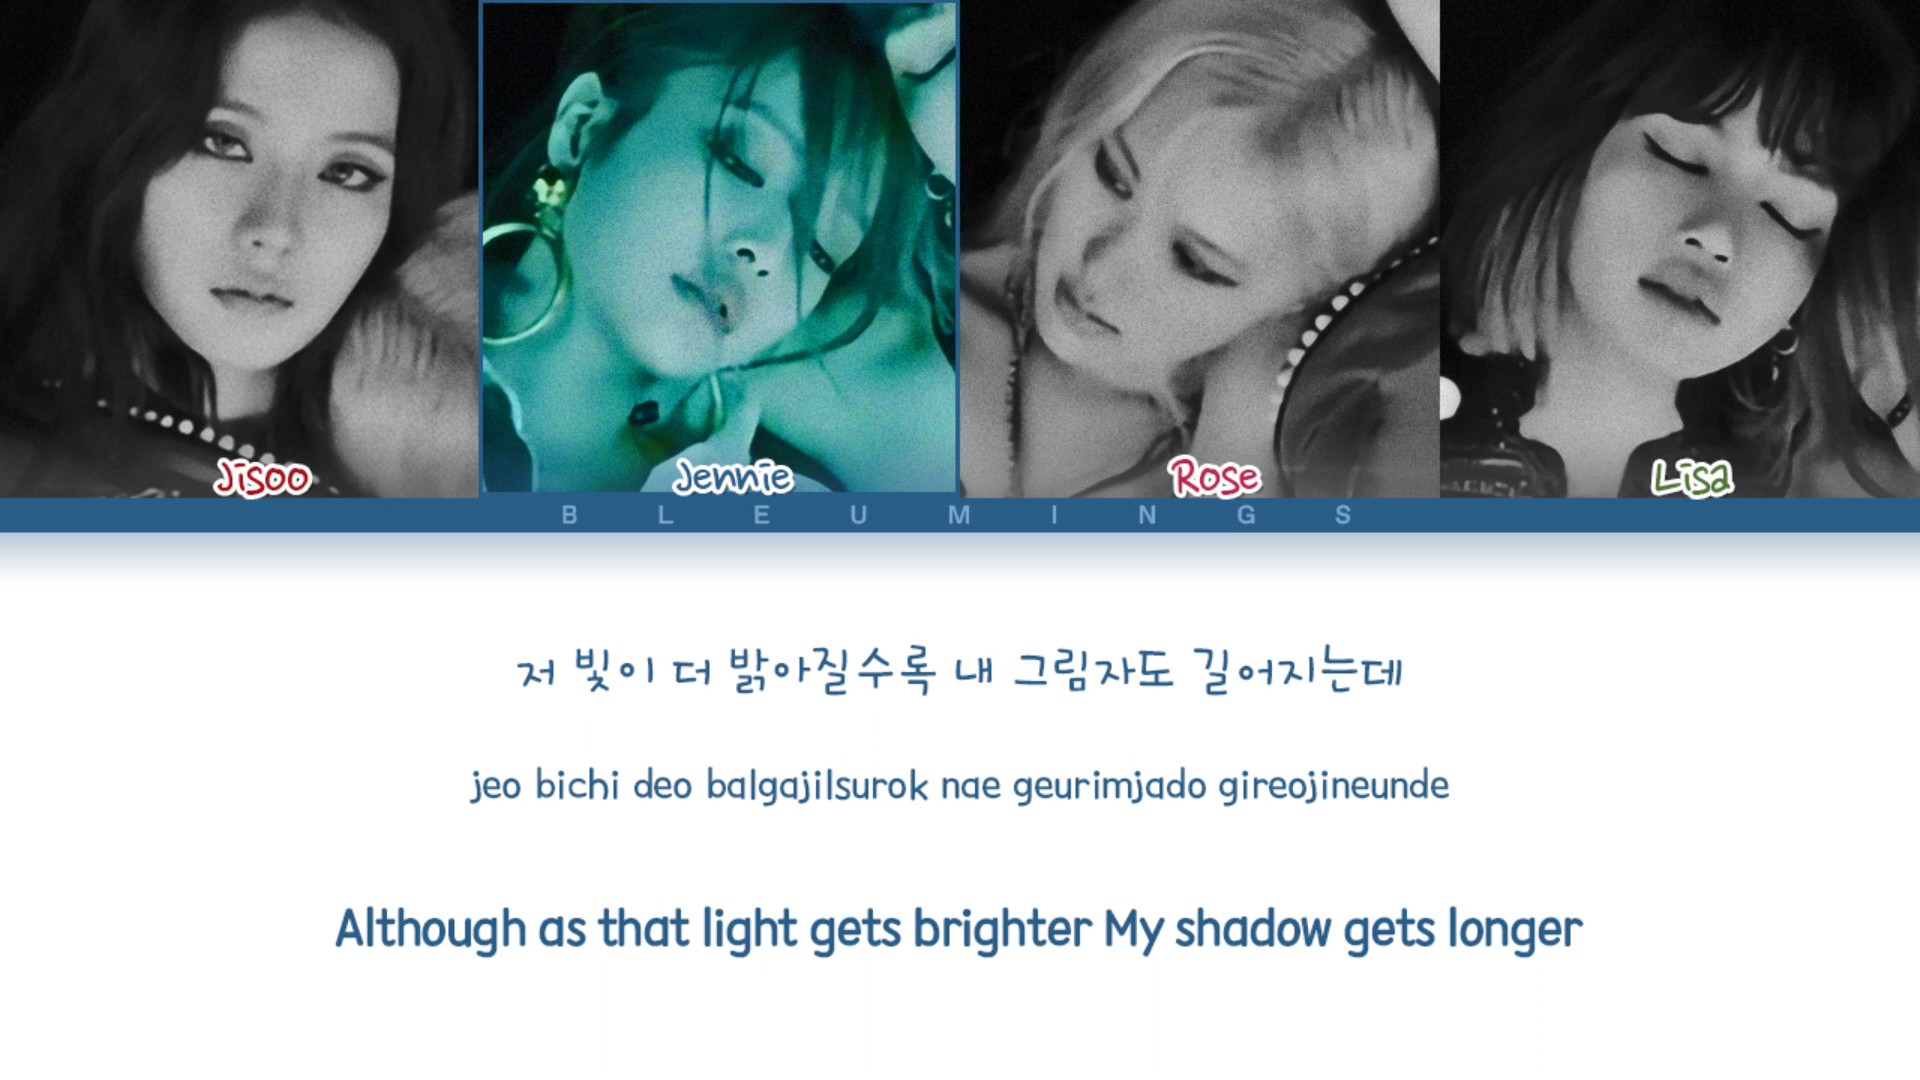 Jisoo Jennie Rose Lisa
B L E U M I N G S
저 빛이 더 밝아질수록 내 그림자도 길어지는데
jeo bichi deo balgajilsurok nae geurimjado gireojineunde
Although as that light gets brighter My shadow gets longer